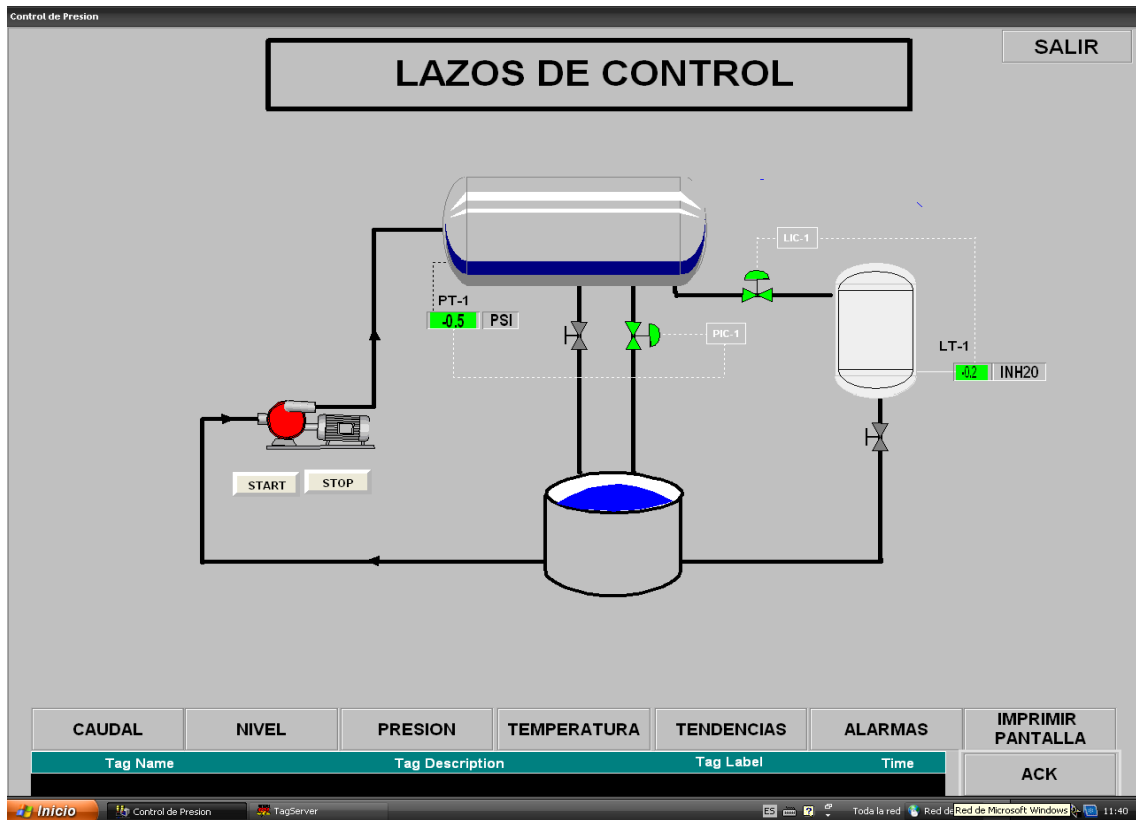 Control de Presion
SALIR
LAZOS DE CONTROL
LIC-1
PT-1
-0.5 PSI
PIC-1
LT-1
-0.2 INH20
START STOP
CAUDAL NIVEL PRESION TEMPERATURA TENDENCIAS ALARMAS IMPRIMIR
PANTALLA
Tag Name Tag Description Tag Label Time
ACK
Inicio Control de Presion TagServer ES Toda la red Red de Red de Microsoft Windows 11:40